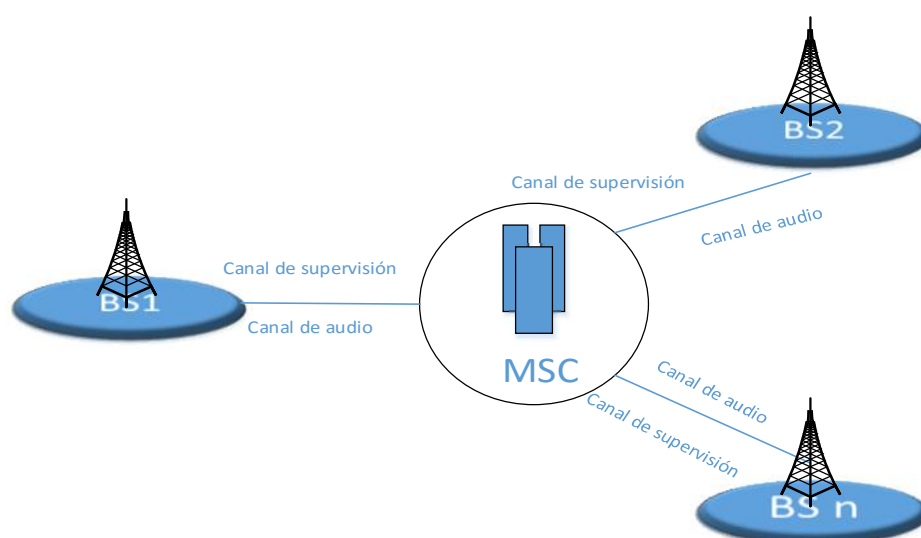 BS2
Canal de supervisión
Canal de audio
Canal de supervisión
BS1
Canal de audio
MSC
Canal de audio
Canal de supervisión
BS n